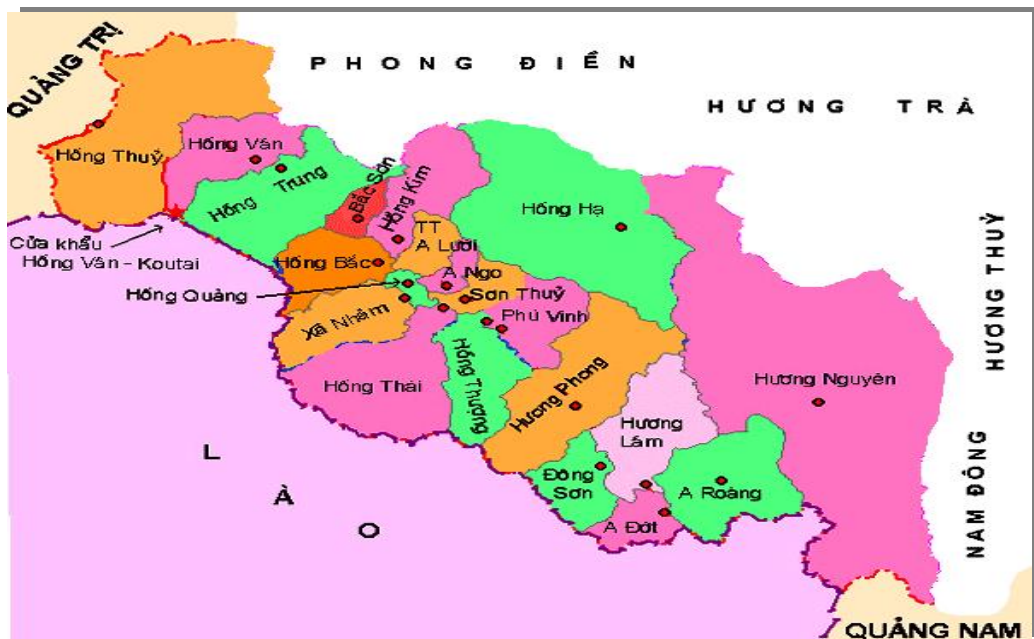 QUẢNG TRỊ
PHONG ĐIỀN
HƯƠNG TRÀ
Hồng Thuỷ
Hồng Vân
Hồng Trung
Bắc Sơn
Hồng Kim
TT
A Lưới
Hồng Hạ
Cửa khẩu
Hồng Vân - Koutai
Hồng Bắc
A Ngo
Hồng Quảng
Sơn Thuỷ
Xã Nhâm
Phú Vinh
HƯƠNG THUỶ
Hồng Thái
Hồng Thượng
Hương Phong
Hương Nguyên
Hương
Lâm
LÀO
Đông
Sơn
A Roàng
A Đớt
NAM ĐÔNG
QUẢNG NAM